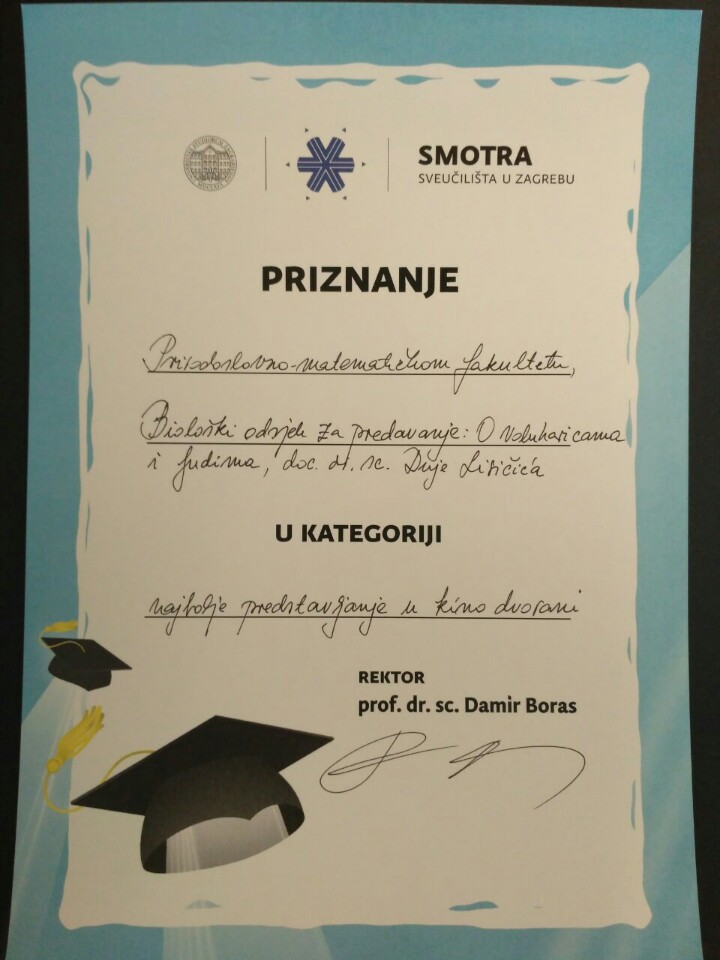 SMOTRA
SVEUČILIŠTA U ZAGREBU
PRIZNANJE
Prirodoslovno-matematičkom fakultetu,
Biološki odsjek za predavanje: O voluharicama
i ljudima, doc. dr. sc. Duje Lisičića
U KATEGORIJI
najbolje predstavljanje u kino dvorani
REKTOR
prof. dr. sc. Damir Boras